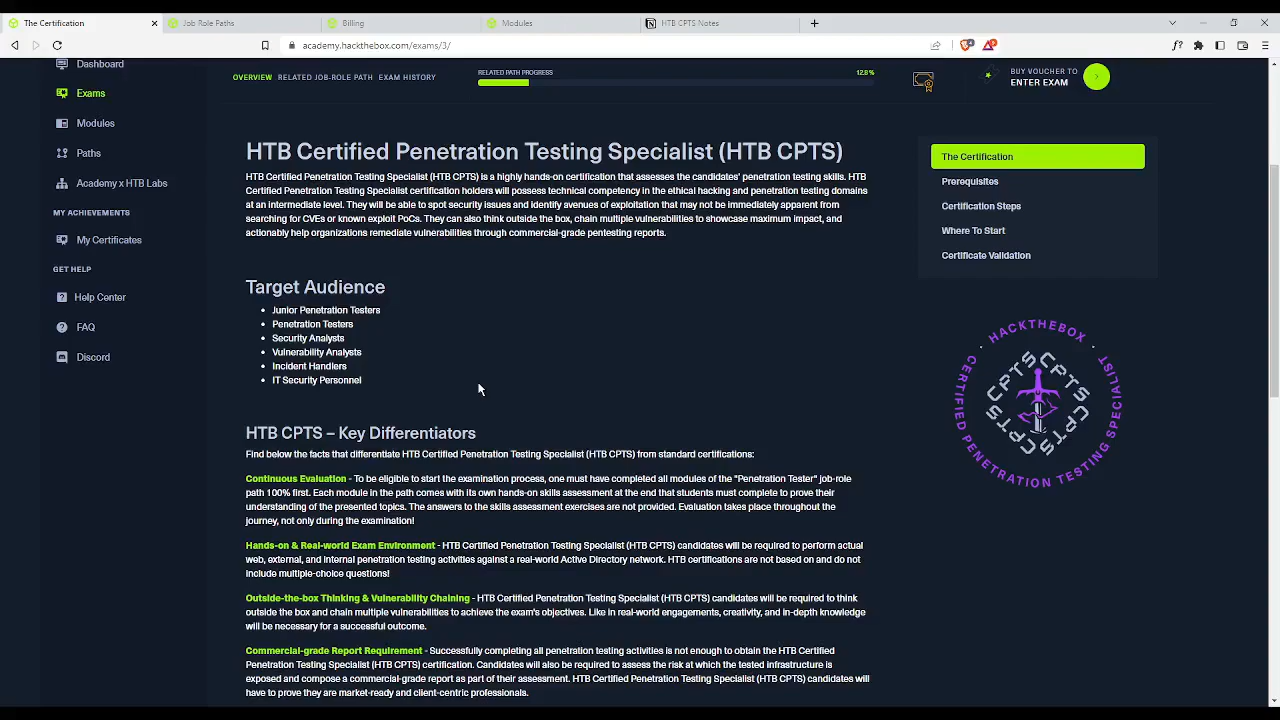 The Certification
Job Role Paths
Billing
Modules
HTB CPTS Notes
academy.hackthebox.com/exams/3/
Dashboard
Exams
Modules
Paths
Academy x HTB Labs
MY ACHIEVEMENTS
My Certificates
GET HELP
Help Center
FAQ
Discord
OVERVIEW RELATED JOB-ROLE PATH EXAM HISTORY
RELATED PATH PROGRESS 12.8 %
BUY VOUCHER TO
ENTER EXAM
HTB Certified Penetration Testing Specialist (HTB CPTS)
HTB Certified Penetration Testing Specialist (HTB CPTS) is a highly hands-on certification that assesses the candidates' penetration testing skills. HTB
Certified Penetration Testing Specialist certification holders will possess technical competency in the ethical hacking and penetration testing domains
at an intermediate level. They will be able to spot security issues and identify avenues of exploitation that may not be immediately apparent from
searching for CVEs or known exploit PoCs. They can also think outside the box, chain multiple vulnerabilities to showcase maximum impact, and
actionably help organizations remediate vulnerabilities through commercial-grade pentesting reports.
Target Audience
• Junior Penetration Testers
• Penetration Testers
• Security Analysts
• Vulnerability Analysts
• Incident Handlers
• IT Security Personnel
HTB CPTS – Key Differentiators
Find below the facts that differentiate HTB Certified Penetration Testing Specialist (HTB CPTS) from standard certifications:
Continuous Evaluation - To be eligible to start the examination process, one must have completed all modules of the "Penetration Tester" job-role
path 100% first. Each module in the path comes with its own hands-on skills assessment at the end that students must complete to prove their
understanding of the presented topics. The answers to the skills assessment exercises are not provided. Evaluation takes place throughout the
journey, not only during the examination!
Hands-on & Real-world Exam Environment - HTB Certified Penetration Testing Specialist (HTB CPTS) candidates will be required to perform actual
web, external, and internal penetration testing activities against a real-world Active Directory network. HTB certifications are not based on and do not
include multiple-choice questions!
Outside-the-box Thinking & Vulnerability Chaining - HTB Certified Penetration Testing Specialist (HTB CPTS) candidates will be required to think
outside the box and chain multiple vulnerabilities to achieve the exam's objectives. Like in real-world engagements, creativity, and in-depth knowledge
will be necessary for a successful outcome.
Commercial-grade Report Requirement - Successfully completing all penetration testing activities is not enough to obtain the HTB Certified
Penetration Testing Specialist (HTB CPTS) certification. Candidates will also be required to assess the risk at which the tested infrastructure is
exposed and compose a commercial-grade report as part of their assessment. HTB Certified Penetration Testing Specialist (HTB CPTS) candidates will
have to prove they are market-ready and client-centric professionals.
The Certification
Prerequisites
Certification Steps
Where To Start
Certificate Validation
HACKTHEBOX
CERTIFIED PENETRATION TESTING SPECIALIST
CPTSCPTS
CPTSCPTS